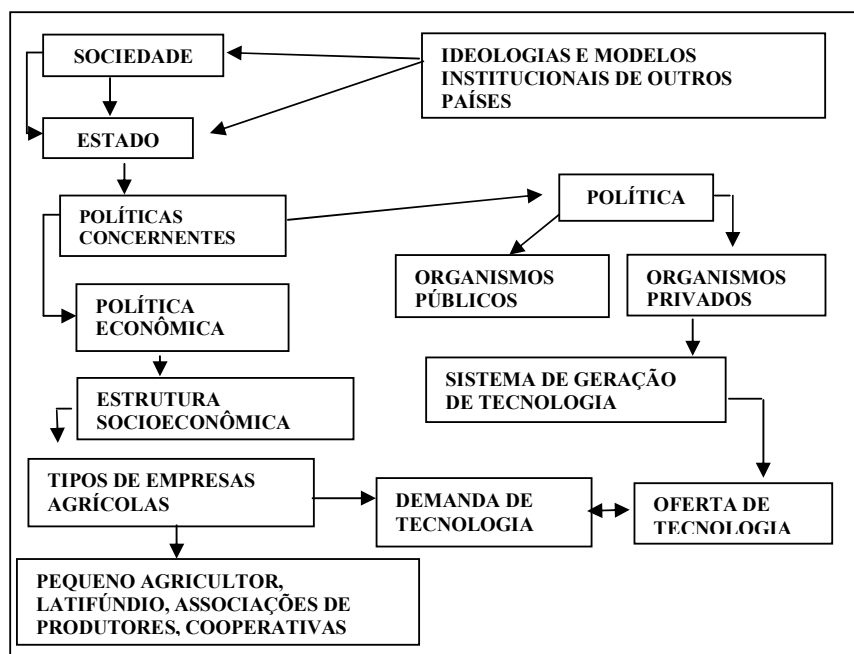 SOCIEDADE
IDEOLOGIAS E MODELOS
INSTITUCIONAIS DE OUTROS
PAÍSES
ESTADO
POLÍTICAS
CONCERNENTES
POLÍTICA
ORGANISMOS
PÚBLICOS
ORGANISMOS
PRIVADOS
POLÍTICA
ECONÔMICA
SISTEMA DE GERAÇÃO
DE TECNOLOGIA
ESTRUTURA
SOCIOECONÔMICA
TIPOS DE EMPRESAS
AGRÍCOLAS
DEMANDA DE
TECNOLOGIA
OFERTA DE
TECNOLOGIA
PEQUENO AGRICULTOR,
LATIFÚNDIO, ASSOCIAÇÕES DE
PRODUTORES, COOPERATIVAS